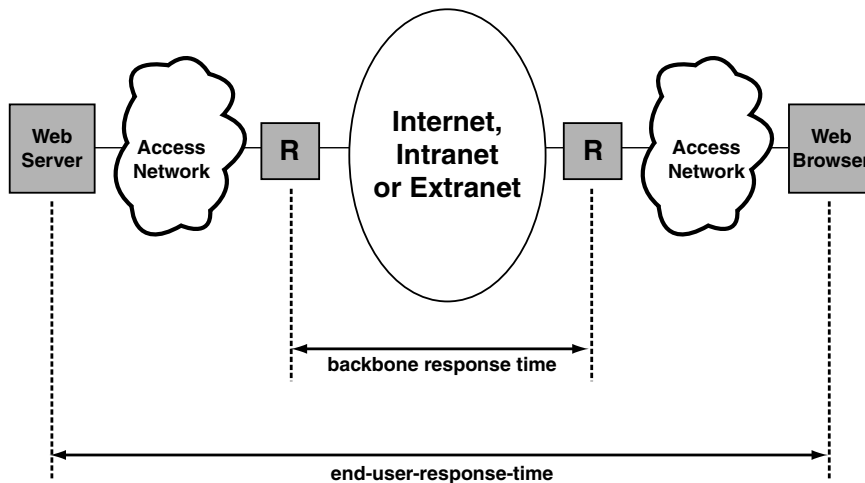 Web
Server
Access
Network
R
Internet,
Intranet
or Extranet
R
Access
Network
Web
Browser
backbone response time
end-user-response-time